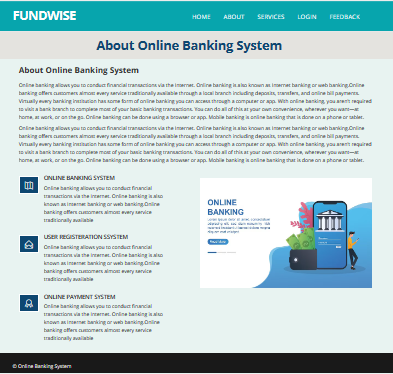 FUNDWISE
HOME ABOUT SERVICES LOGIN FEEDBACK
About Online Banking System
About Online Banking System
Online banking allows you to conduct financial transactions via the internet. Online banking is also known as internet banking or web banking.Online
banking offers customers almost every service traditionally available through a local branch including deposits, transfers, and online bill payments.
Virtually every banking institution has some form of online banking you can access through a computer or app. With online banking, you aren't required
to visit a bank branch to complete most of your basic banking transactions. You can do all of this at your own convenience, wherever you want—at
home, at work, or on the go. Online banking can be done using a browser or app. Mobile banking is online banking that is done on a phone or tablet.
Online banking allows you to conduct financial transactions via the internet. Online banking is also known as internet banking or web banking.Online
banking offers customers almost every service traditionally available through a local branch including deposits, transfers, and online bill payments.
Virtually every banking institution has some form of online banking you can access through a computer or app. With online banking, you aren't required
to visit a bank branch to complete most of your basic banking transactions. You can do all of this at your own convenience, wherever you want—at
home, at work, or on the go. Online banking can be done using a browser or app. Mobile banking is online banking that is done on a phone or tablet.
ONLINE BANKING SYSTEM
Online banking allows you to conduct financial
transactions via the internet. Online banking is also
known as internet banking or web banking.Online
banking offers customers almost every service
traditionally available
USER REGISTERATION SSYSTEM
Online banking allows you to conduct financial
transactions via the internet. Online banking is also
known as internet banking or web banking.Online
banking offers customers almost every service
traditionally available
ONLINE PAYMENT SYSTEM
Online banking allows you to conduct financial
transactions via the internet. Online banking is also
known as internet banking or web banking.Online
banking offers customers almost every service
traditionally available
ONLINE
BANKING
Read More
© Online Banking System